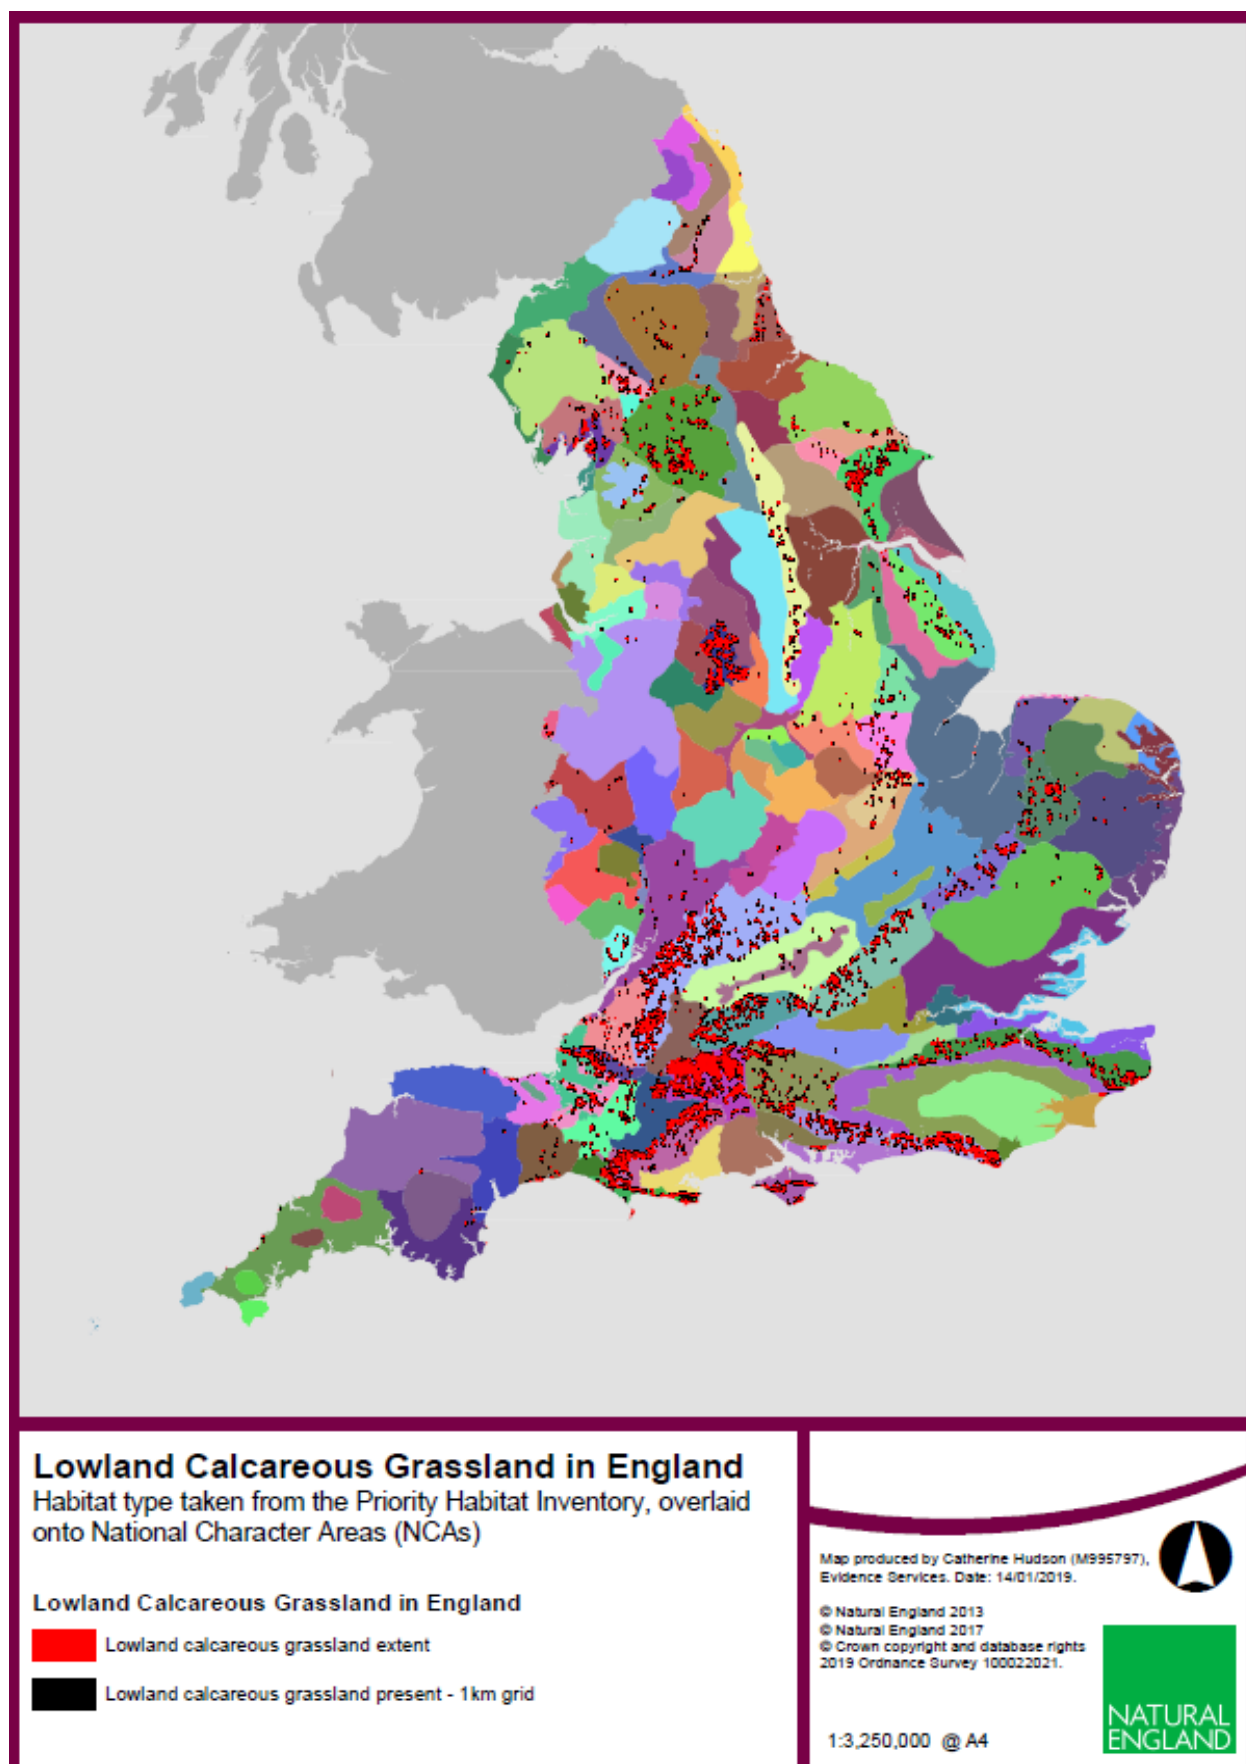 Lowland Calcareous Grassland in England
Habitat type taken from the Priority Habitat Inventory, overlaid
onto National Character Areas (NCAs)
Lowland Calcareous Grassland in England
Lowland calcareous grassland extent
Lowland calcareous grassland present - 1km grid
Map produced by Catherine Hudson (M995797),
Evidence Services. Date: 14/01/2019.
© Natural England 2013
© Natural England 2017
© Crown copyright and database rights
2019 Ordnance Survey 100022021.
1:3,250,000 @ A4
NATURAL
ENGLAND